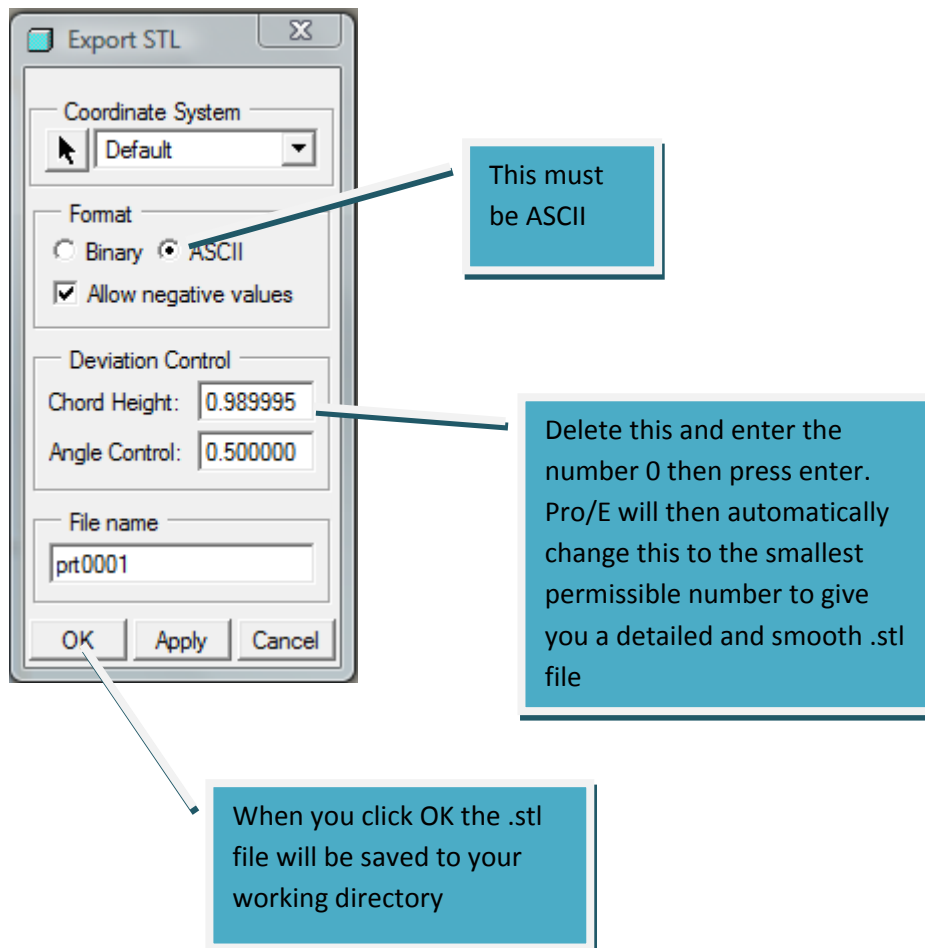 Export STL
Coordinate System
Default
Format
Binary ASCII
Allow negative values
Deviation Control
Chord Height: 0.989995
Angle Control: 0.500000
File name
prt0001
OK Apply Cancel
This must
be ASCII
Delete this and enter the
number 0 then press enter.
Pro/E will then automatically
change this to the smallest
permissible number to give
you a detailed and smooth .stl
file
When you click OK the .stl
file will be saved to your
working directory